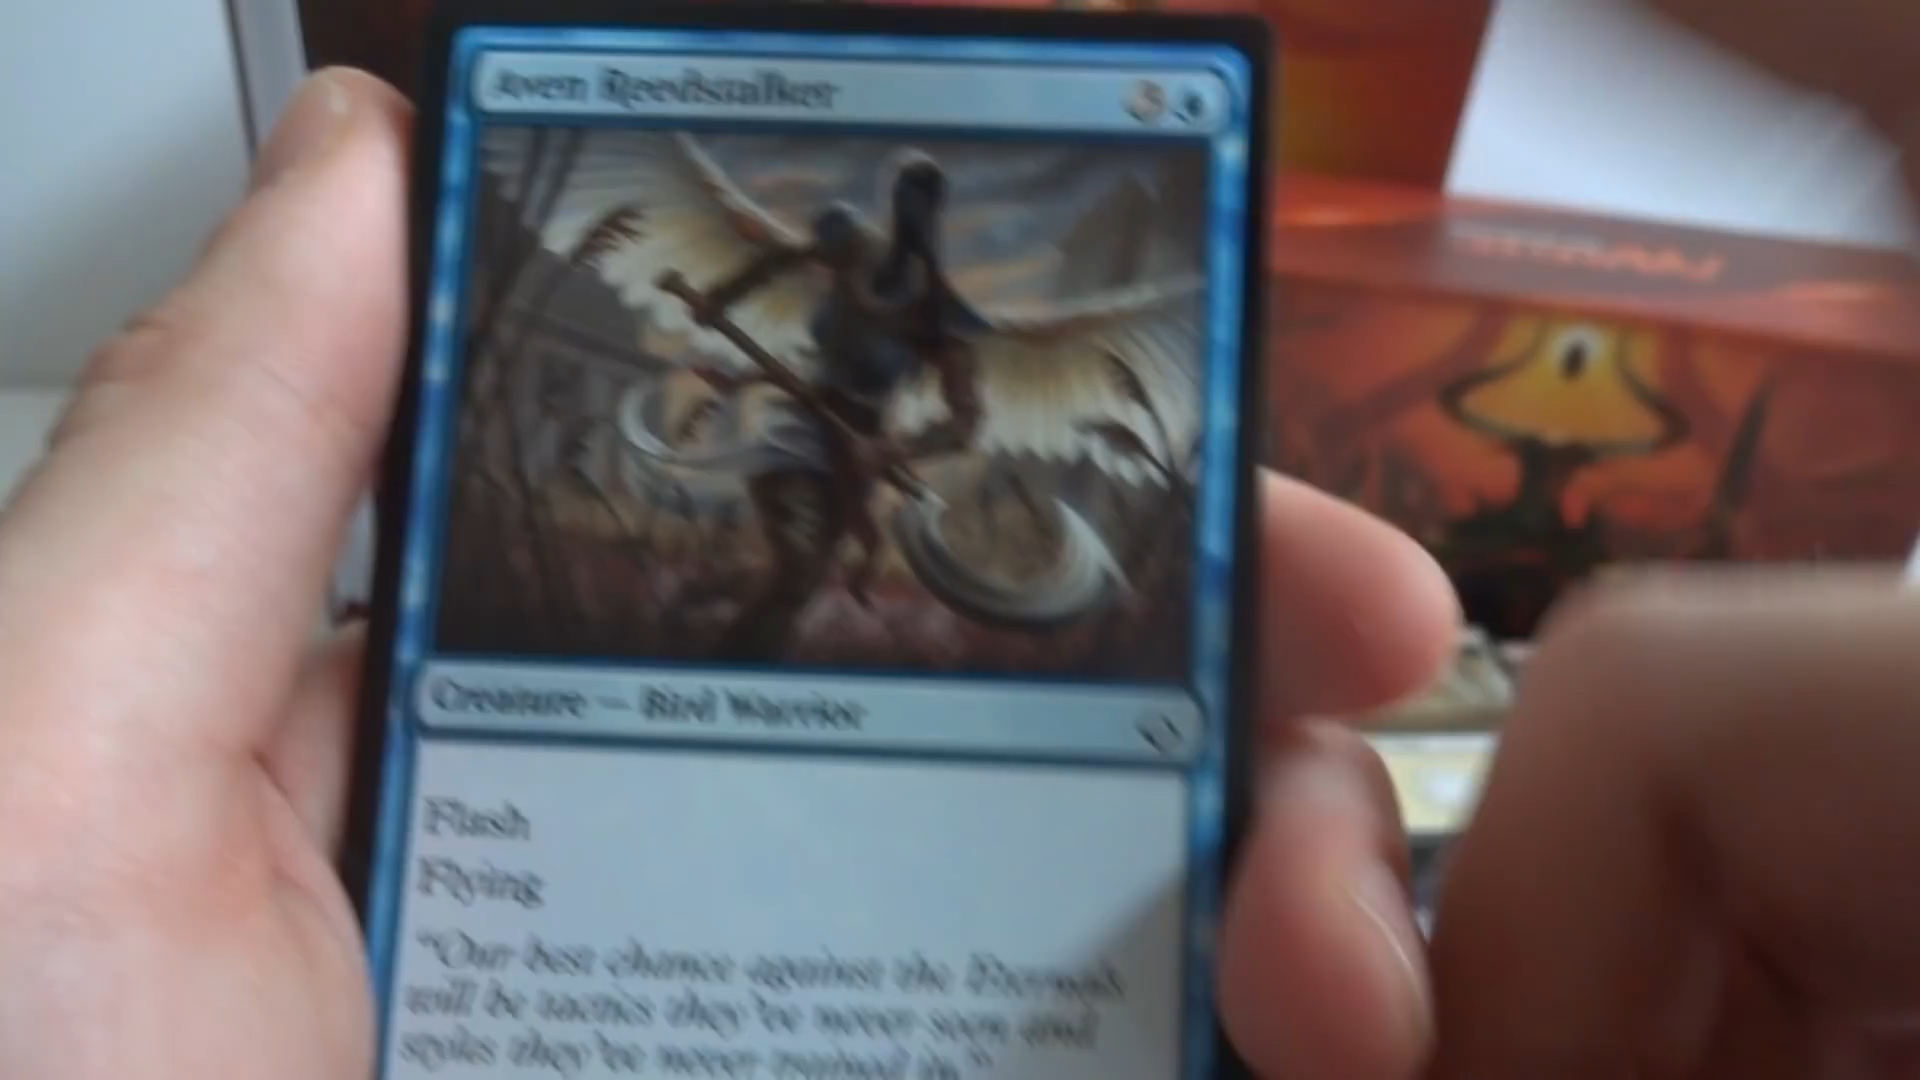 Aven Reedstalker
3
Creature — Bird Warrior
Flash
Flying
"Our best chance against the Eternals
will be tactics they've never seen and
styles they've never trained in."